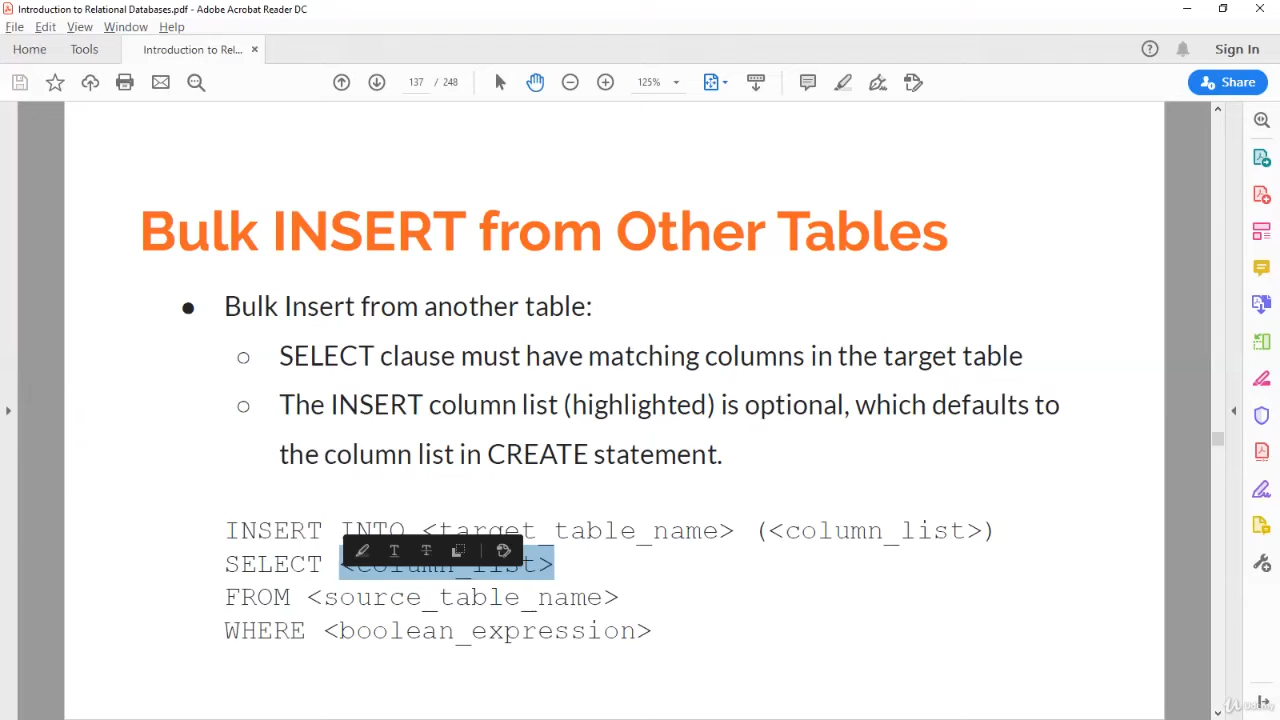 Introduction to Relational Databases.pdf - Adobe Acrobat Reader DC
File Edit View Window Help
Home Tools Introduction to Rel... × Sign In
137 / 248 125% Share
Bulk INSERT from Other Tables
● Bulk Insert from another table:
○ SELECT clause must have matching columns in the target table
○ The INSERT column list (highlighted) is optional, which defaults to
the column list in CREATE statement.
INSERT INTO <target_table_name> (<column_list>)
SELECT <column_list>
FROM <source_table_name>
WHERE <boolean_expression>
Udemy